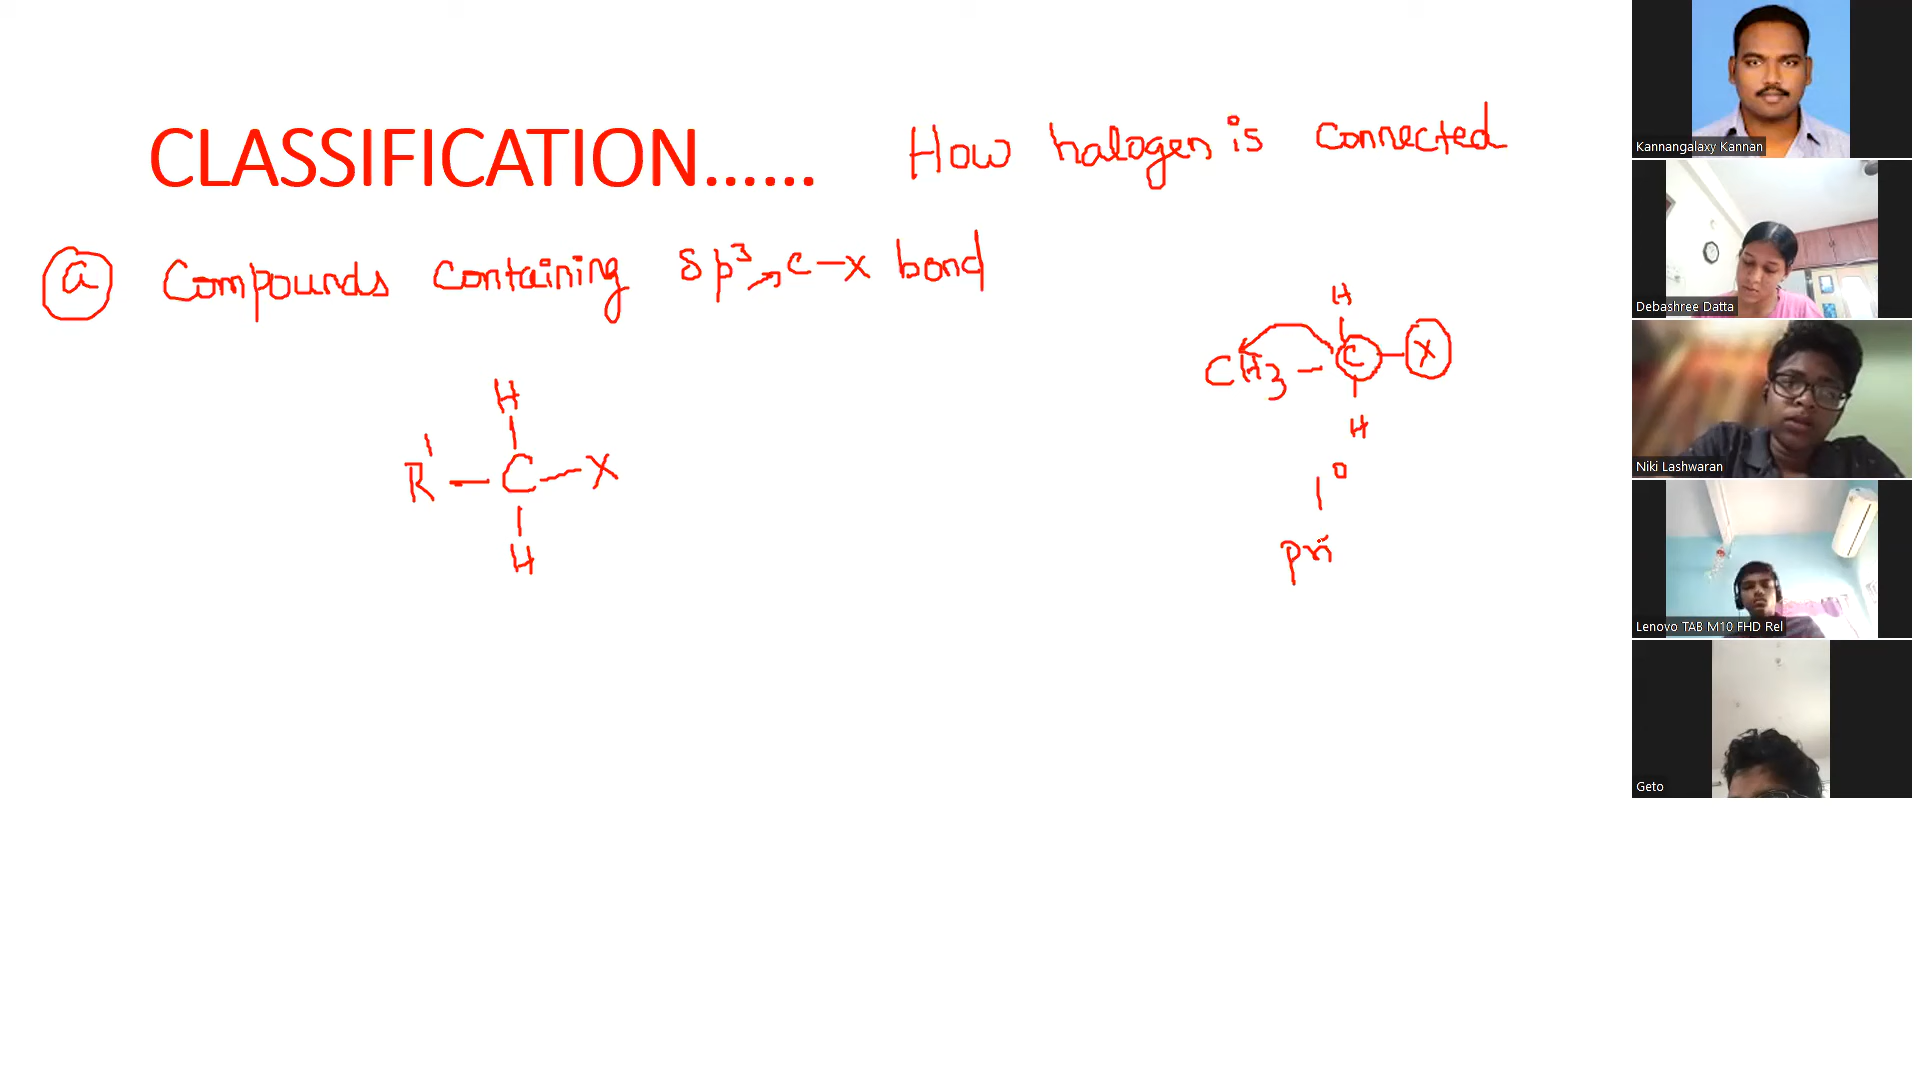 CLASSIFICATION...... How halogen is connected
ⓐ Compounds containing sp³ C-X bond
H
CH3 - C - X
H
1°
pri
H
R' - C - X
H
Kannangalaxy Kannan
Debashree Datta
Niki Lashwaran
Lenovo TAB M10 FHD Rel
Geto